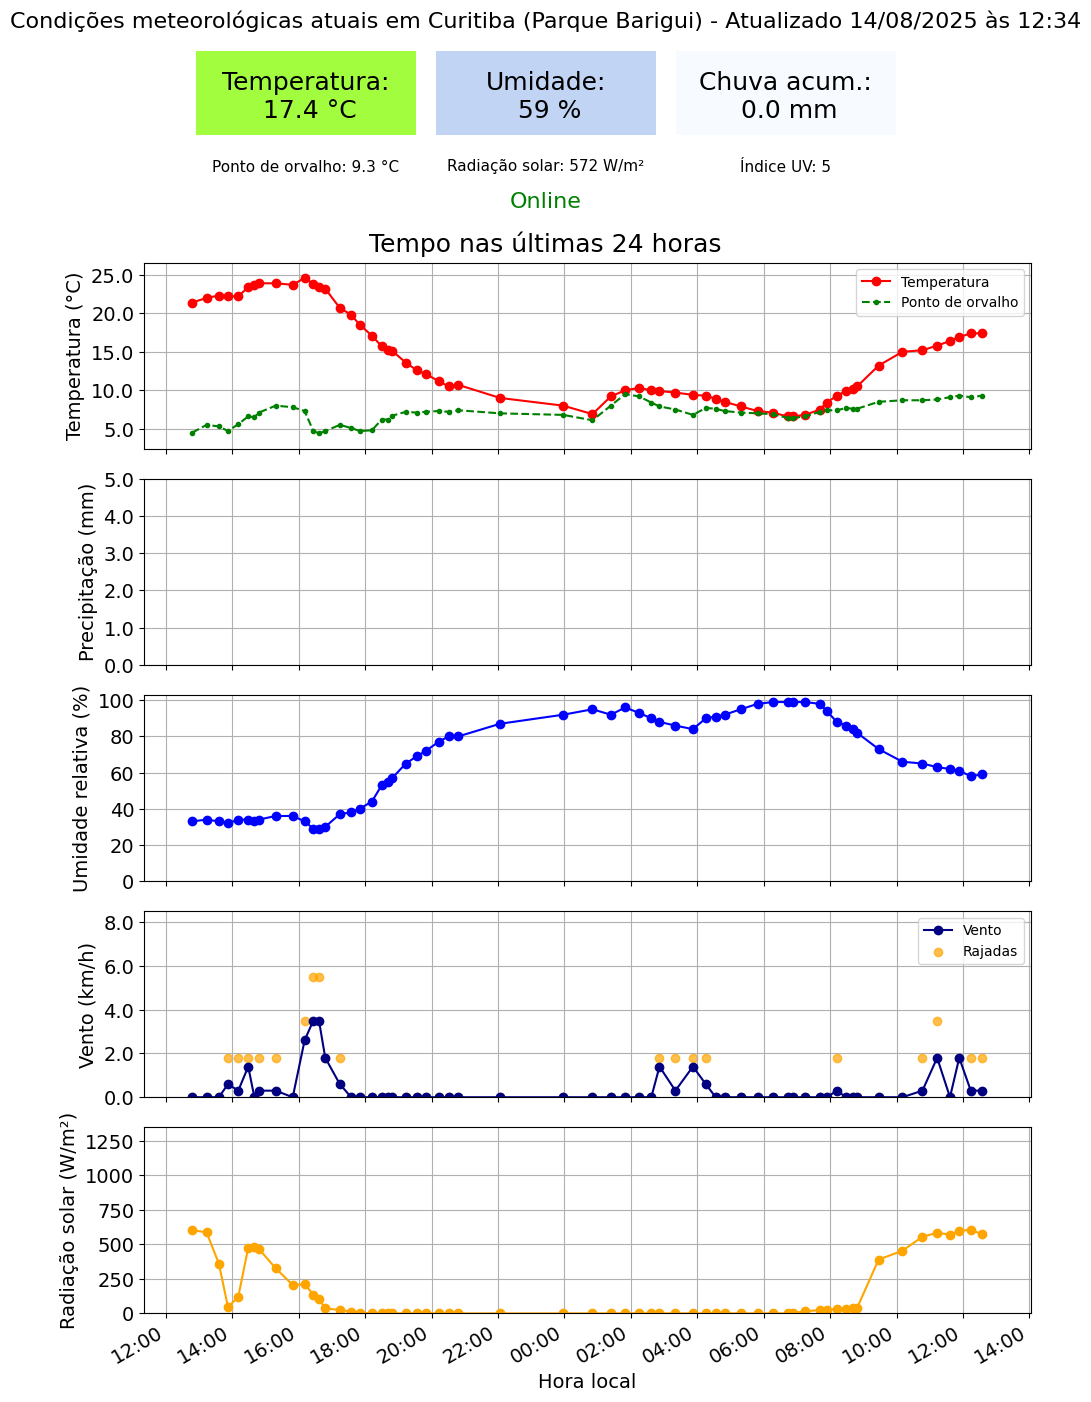 Condições meteorológicas atuais em Curitiba (Parque Barigui) - Atualizado 14/08/2025 às 12:34
Temperatura:
17.4 °C
Umidade:
59 %
Chuva acum.:
0.0 mm
Ponto de orvalho: 9.3 °C
Radiação solar: 572 W/m²
Índice UV: 5
Online
Tempo nas últimas 24 horas
Temperatura (°C)
25.0
20.0
15.0
10.0
5.0
Temperatura
Ponto de orvalho
Precipitação (mm)
5.0
4.0
3.0
2.0
1.0
0.0
Umidade relativa (%)
100
80
60
40
20
0
Vento (km/h)
8.0
6.0
4.0
2.0
0.0
Vento
Rajadas
Radiação solar (W/m²)
1250
1000
750
500
250
0
12:00
14:00
16:00
18:00
20:00
22:00
00:00
02:00
04:00
06:00
08:00
10:00
12:00
14:00
Hora local